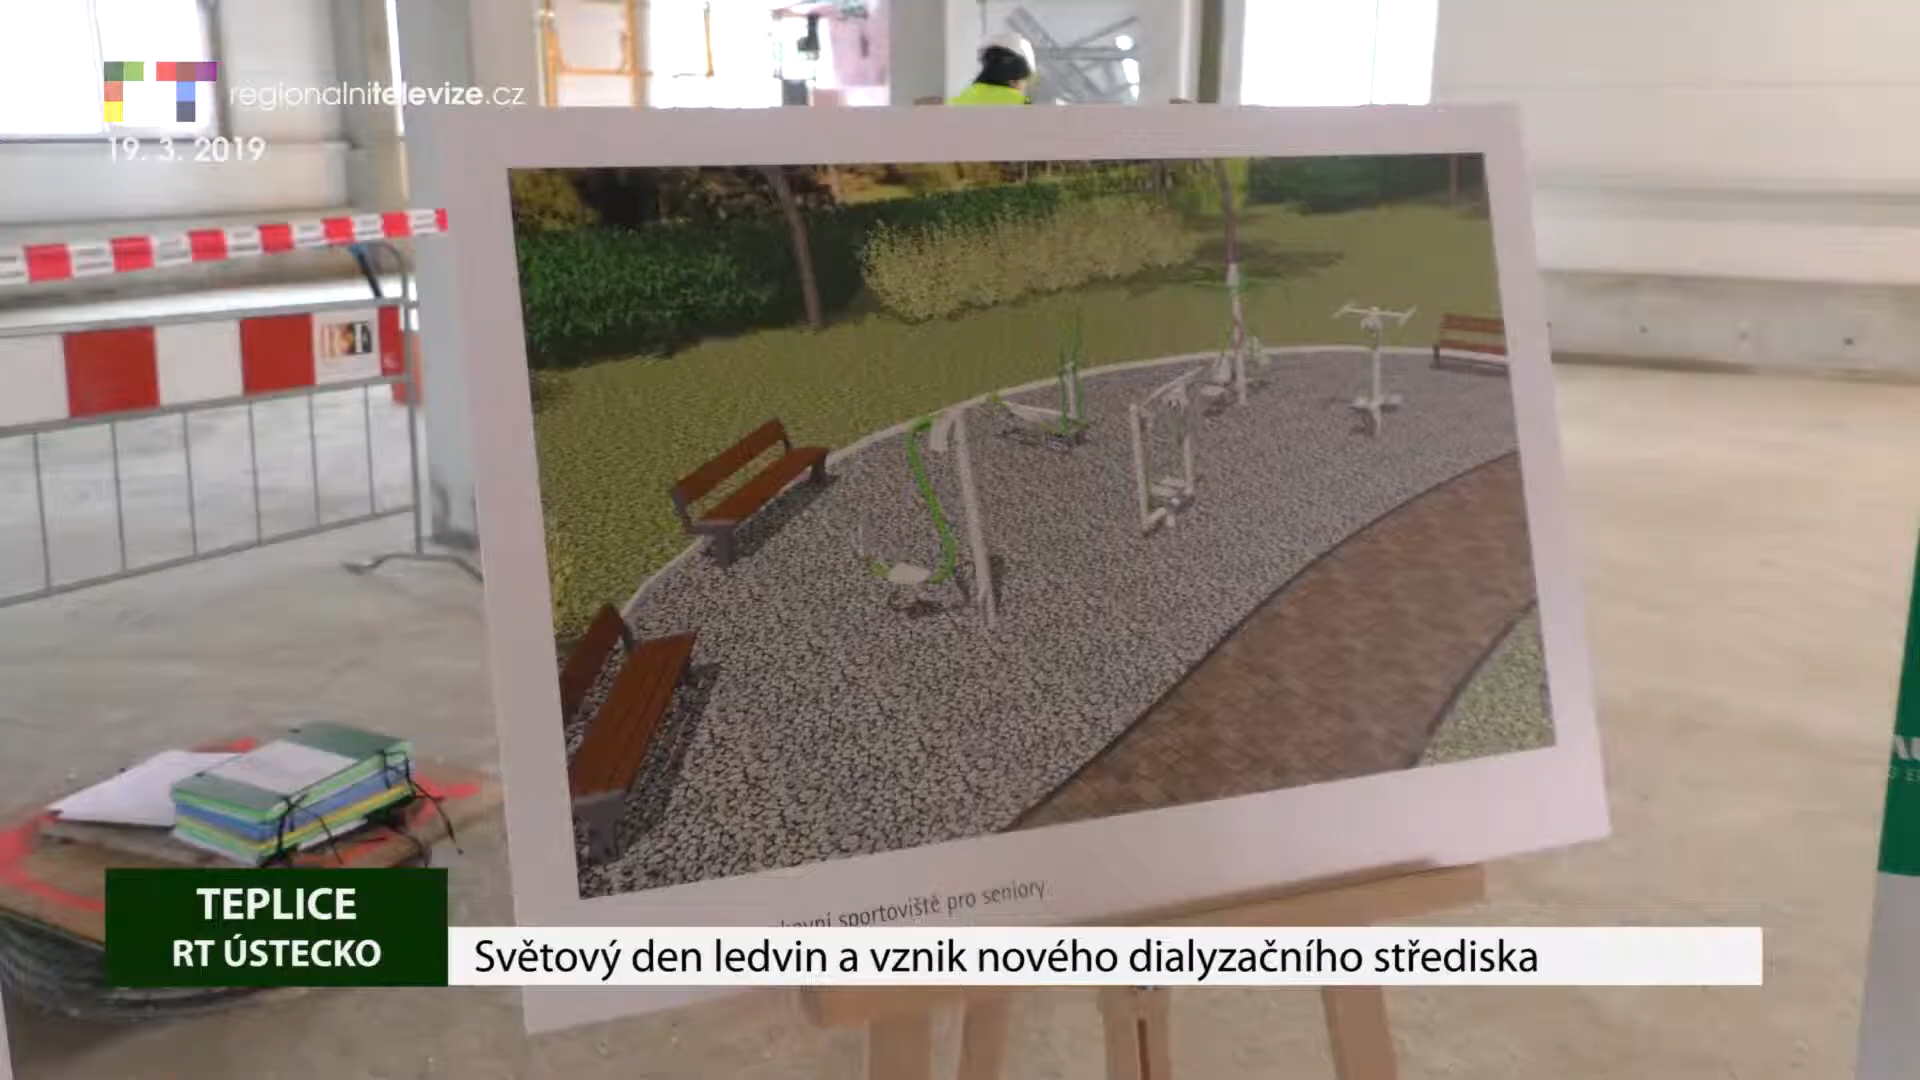 regionalnitelevize.cz
19. 3. 2019
sportoviště pro seniory
TEPLICE
RT ÚSTECKO
Světový den ledvin a vznik nového dialyzačního střediska